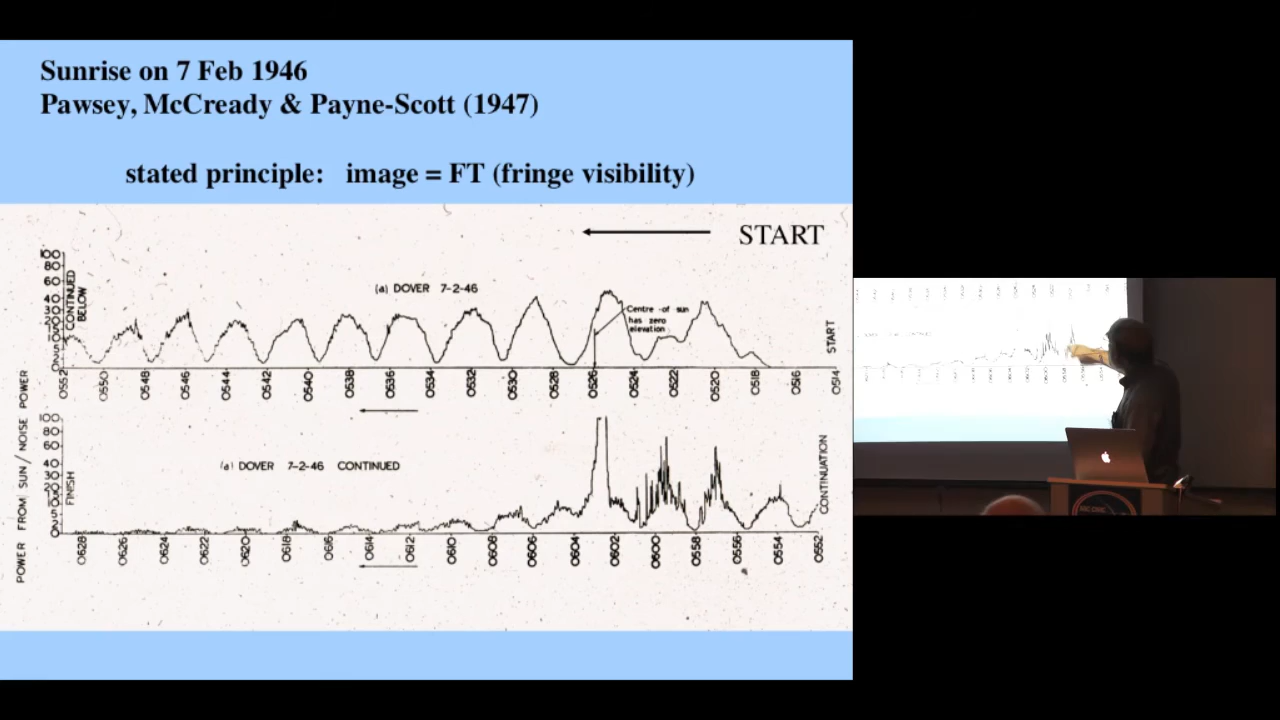 Sunrise on 7 Feb 1946
Pawsey, McCready & Payne-Scott (1947)
stated principle: image = FT (fringe visibility)
START
100
80
60
40
30
20
10
5
0
CONTINUED
BELOW
(a) DOVER 7-2-46
Centre of sun
has zero
elevation
START
0552 0550 0548 0546 0544 0542 0540 0538 0536 0534 0532 0530 0528 0526 0524 0522 0520 0518 0516 0514
POWER FROM SUN / NOISE POWER
100
80
60
40
30
20
10
5
0
FINISH
(a) DOVER 7-2-46 CONTINUED
CONTINUATION
0628 0626 0624 0622 0620 0618 0616 0614 0612 0610 0608 0606 0604 0602 0600 0558 0556 0554 0552